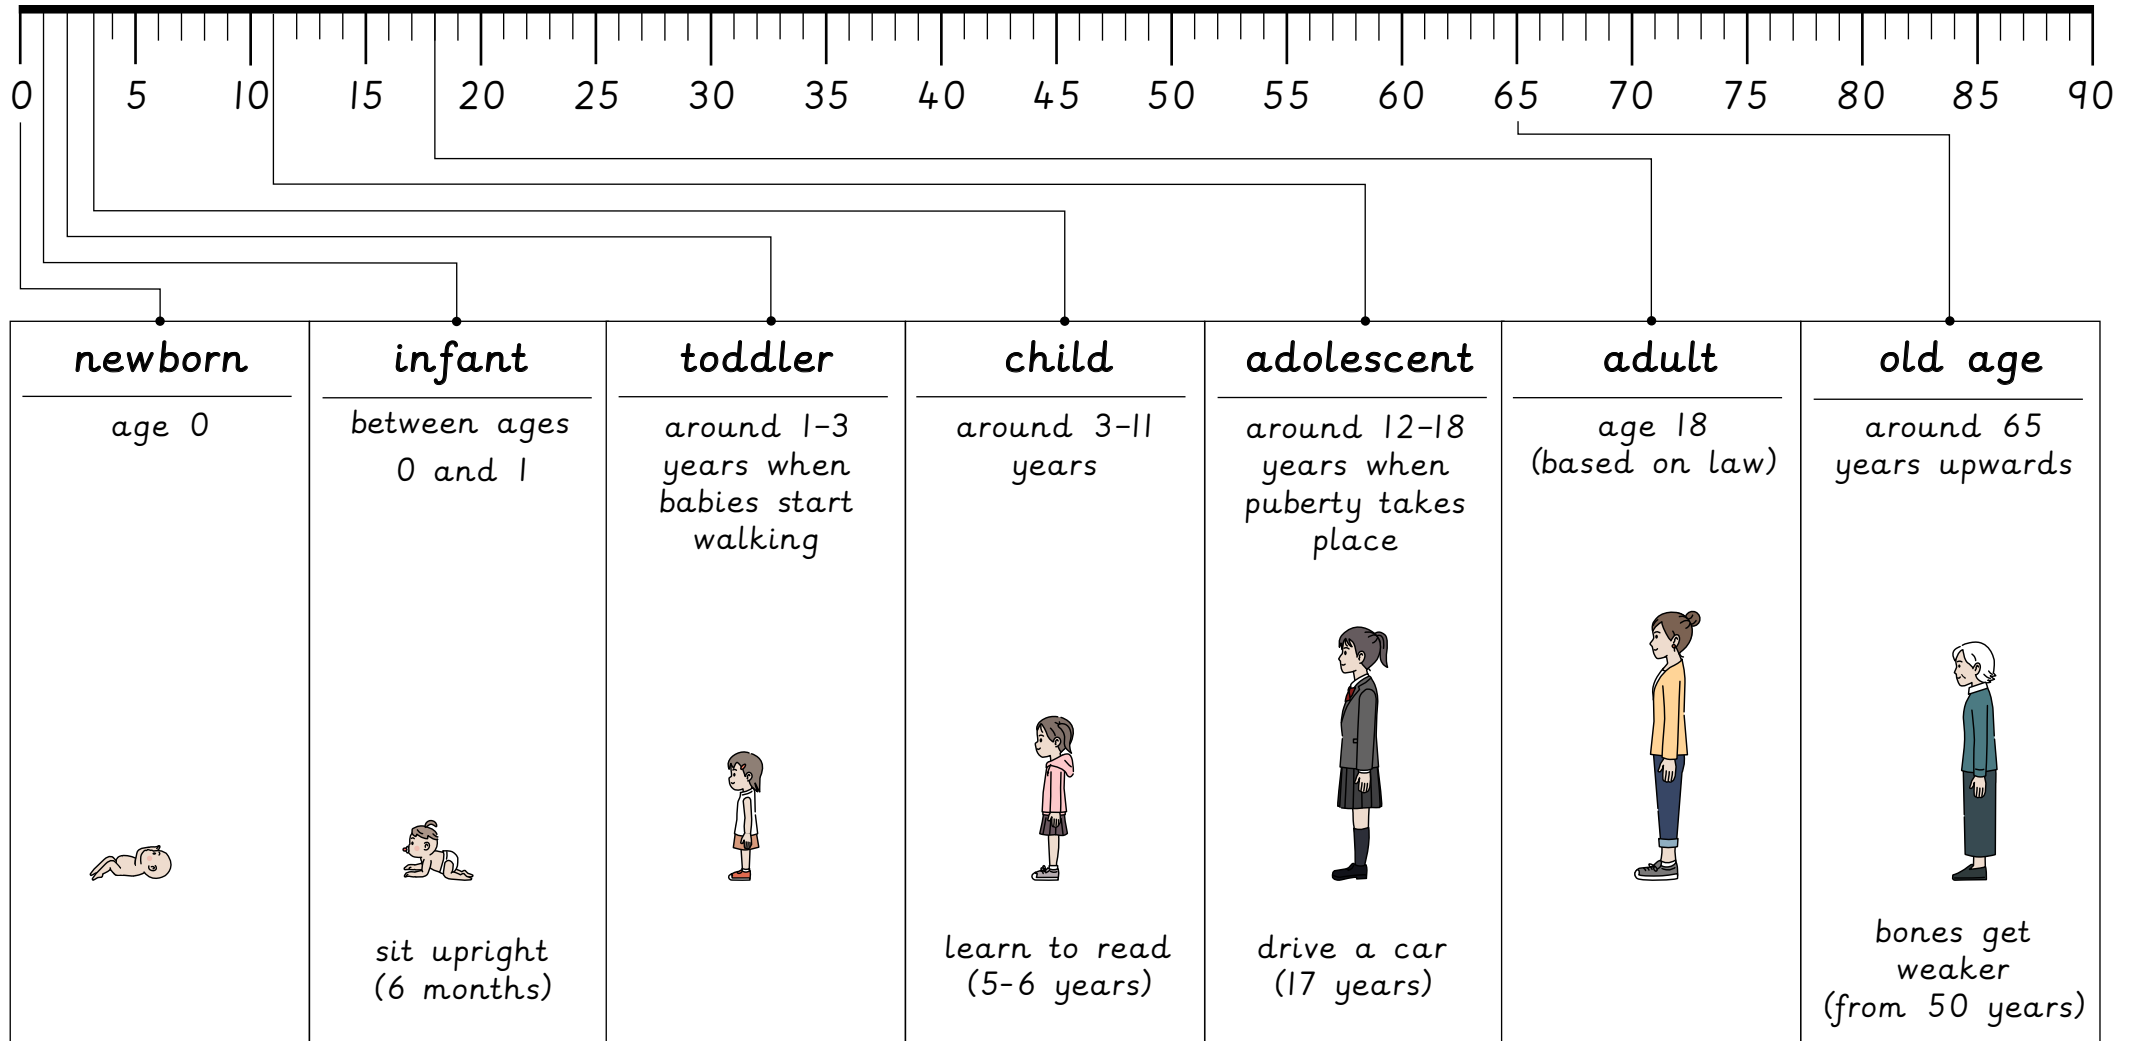 0 5 10 15 20 25 30 35 40 45 50 55 60 65 70 75 80 85 90
newborn
age 0
infant
between ages
0 and 1
sit upright
(6 months)
toddler
around 1-3
years when
babies start
walking
child
around 3-11
years
learn to read
(5-6 years)
adolescent
around 12-18
years when
puberty takes
place
drive a car
(17 years)
adult
age 18
(based on law)
old age
around 65
years upwards
bones get
weaker
(from 50 years)